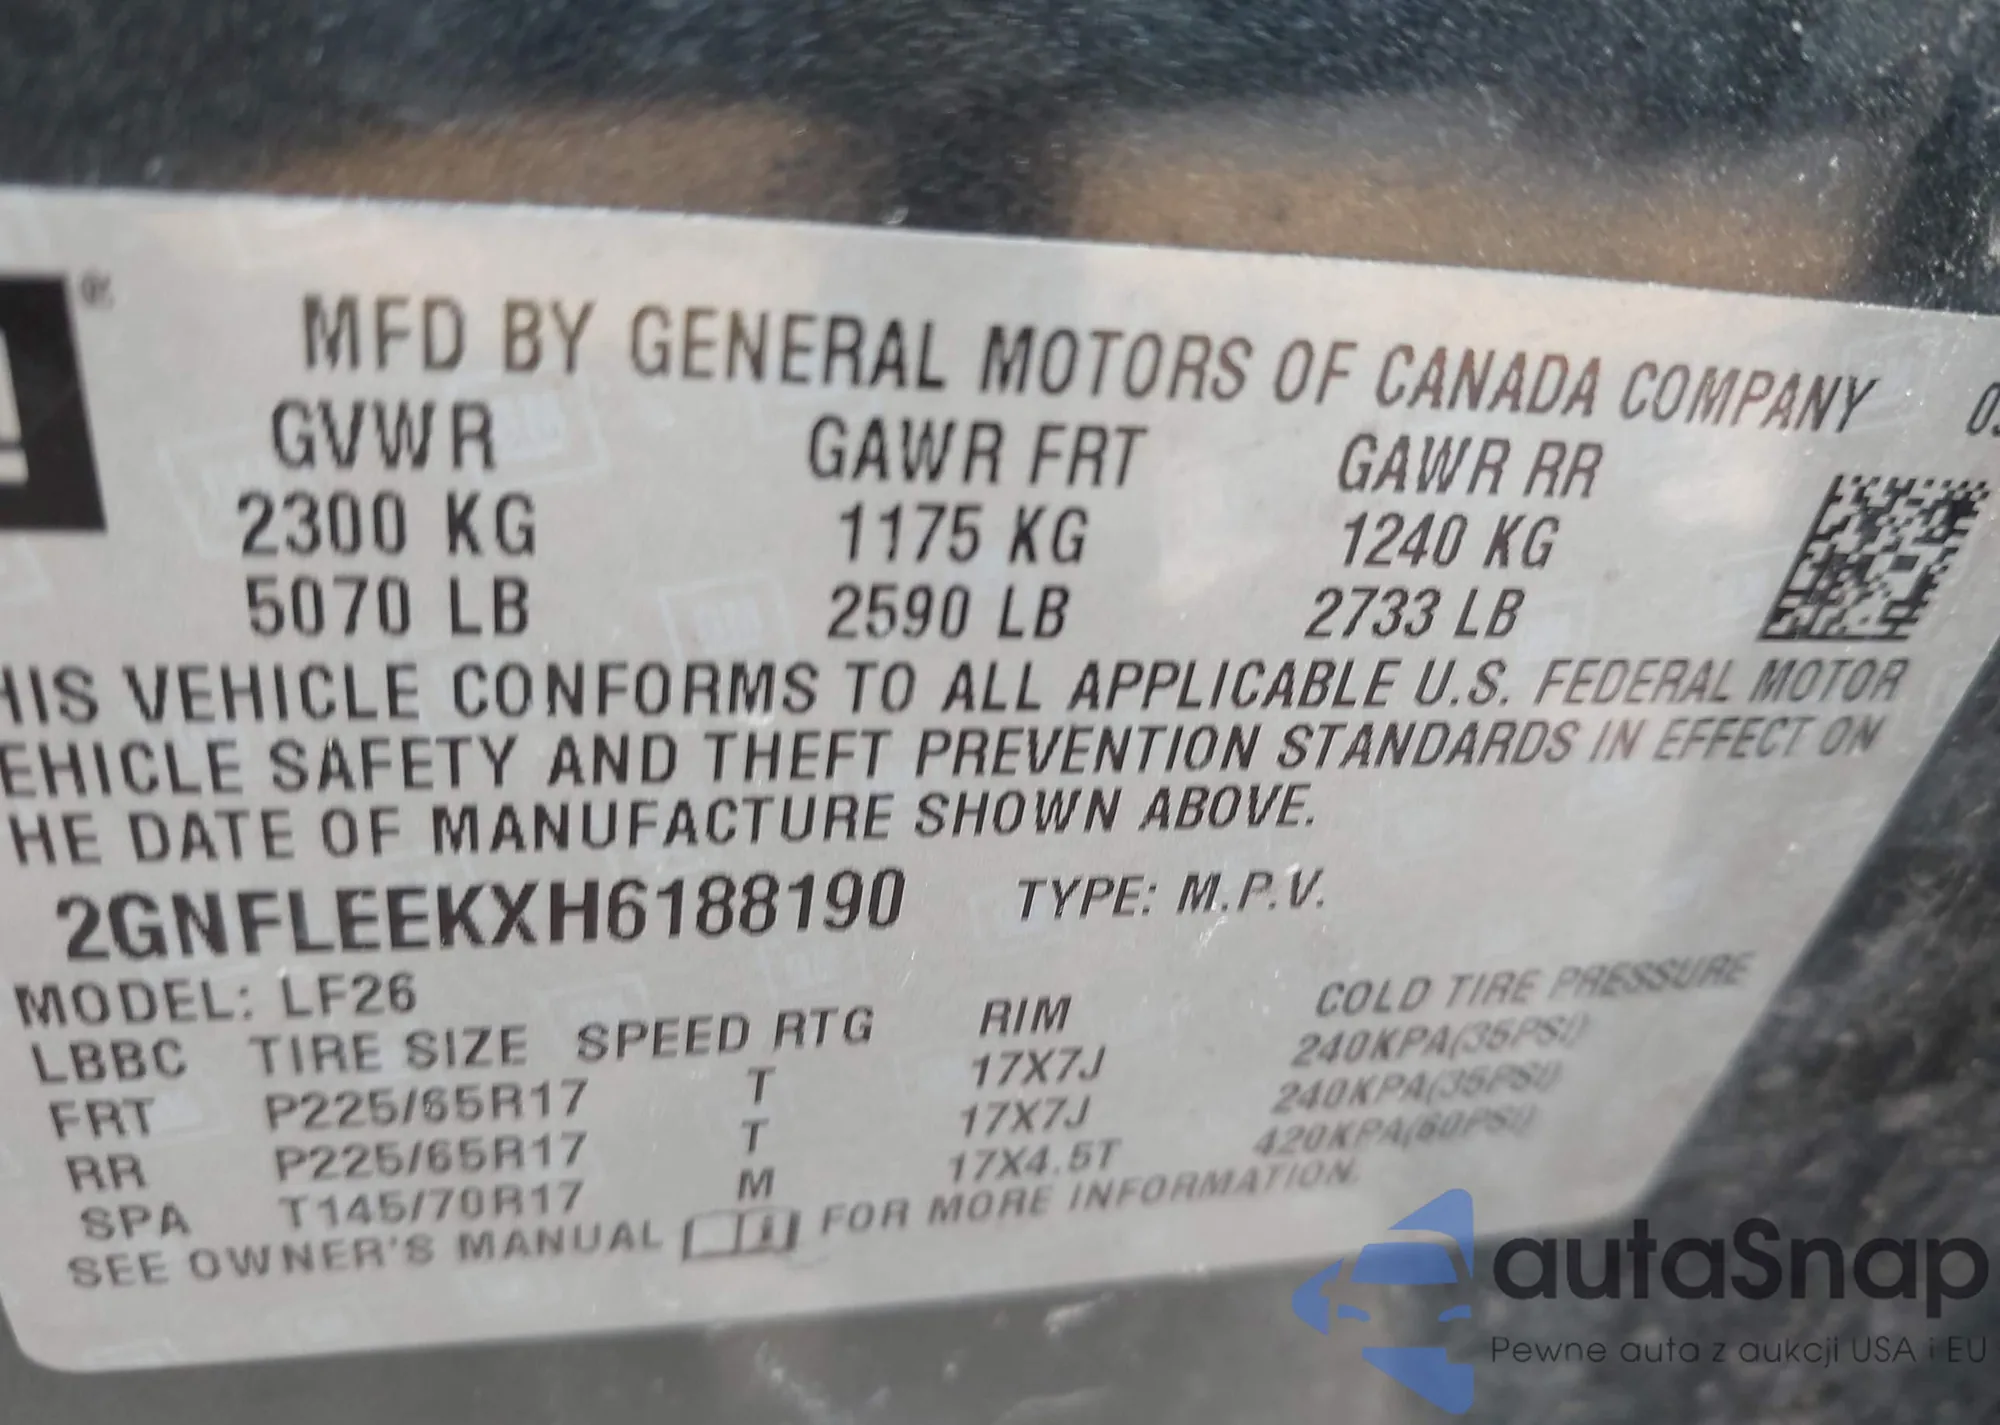 MFD BY GENERAL MOTORS OF CANADA COMPANY
GVWR GAWR FRT GAWR RR
2300 KG 1175 KG 1240 KG
5070 LB 2590 LB 2733 LB
HIS VEHICLE CONFORMS TO ALL APPLICABLE U.S. FEDERAL MOTOR
EHICLE SAFETY AND THEFT PREVENTION STANDARDS IN EFFECT ON
HE DATE OF MANUFACTURE SHOWN ABOVE.
2GNFLEEKXH6188190 TYPE: M.P.V.
MODEL: LF26
LBBC TIRE SIZE SPEED RTG RIM COLD TIRE PRESSURE
FRT P225/65R17 T 17X7J 240KPA(35PSI)
RR P225/65R17 T 17X7J 240KPA(35PSI)
SPA T145/70R17 M 17X4.5T 420KPA(60PSI)
SEE OWNER'S MANUAL FOR MORE INFORMATION.
autaSnap
Pewne auta z aukcji USA i EU